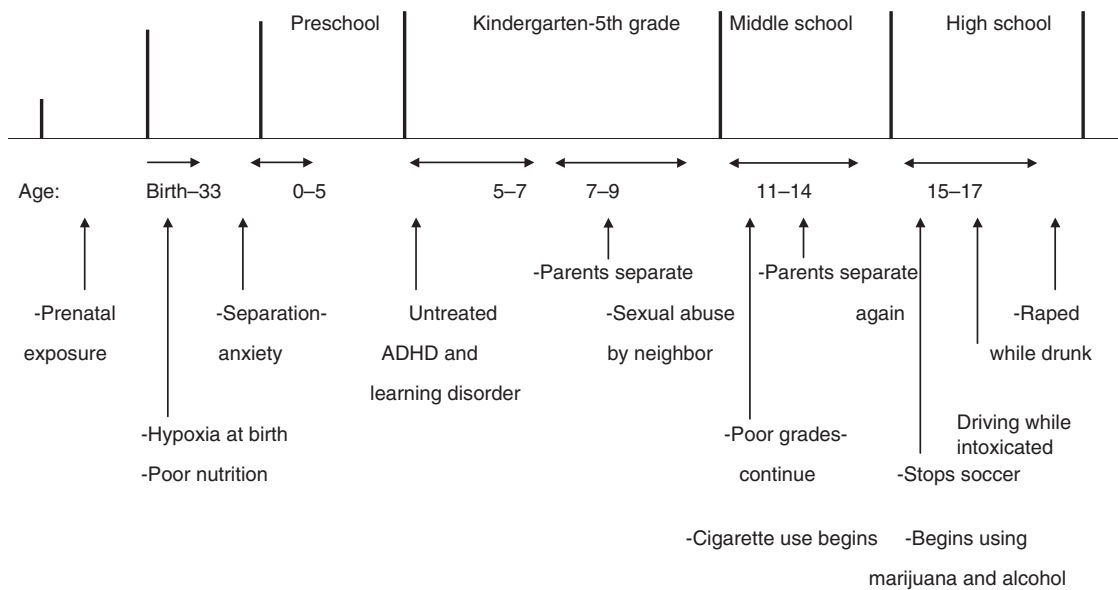 Preschool
Kindergarten-5th grade
Middle school
High school
Age:
Birth–33
0–5
5–7
7–9
11–14
15–17
-Prenatal
exposure
-Hypoxia at birth
-Poor nutrition
-Separation-
anxiety
Untreated
ADHD and
learning disorder
-Parents separate
-Sexual abuse
by neighbor
-Parents separate
again
-Poor grades-
continue
-Cigarette use begins
-Raped
while drunk
Driving while
intoxicated
-Stops soccer
-Begins using
marijuana and alcohol